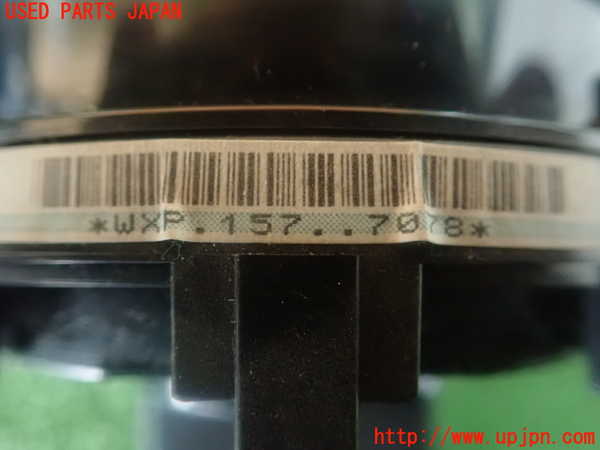 USED PARTS JAPAN
*WXP.157..7078*
http://www.upjpn.com